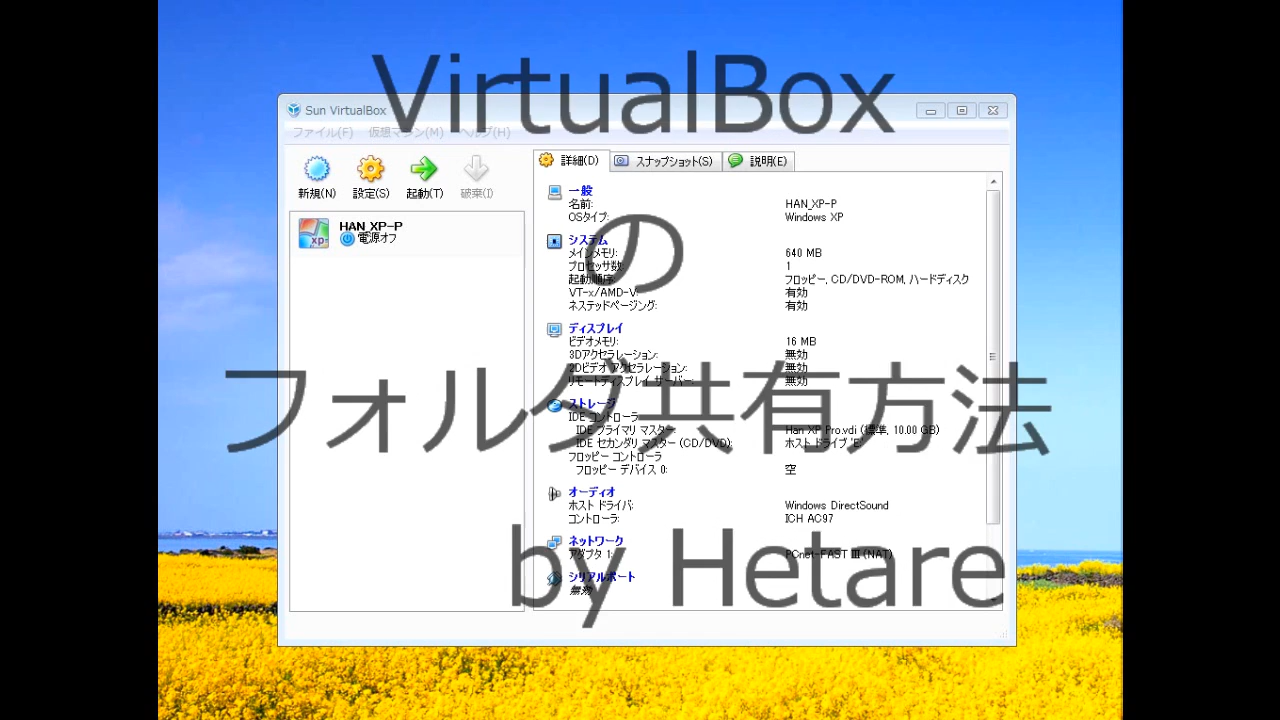 VirtualBox
の
フォルダ共有方法
by Hetare
Sun VirtualBox
ファイル(F) 仮想マシン(M) ヘルプ(H)
新規(N) 設定(S) 起動(T) 破棄(I)
HAN_XP-P
電源オフ
詳細(D) スナップショット(S) 説明(E)
一般
名前: HAN_XP-P
OSタイプ: Windows XP
システム
メインメモリ: 640 MB
プロセッサ数: 1
起動順序: フロッピー, CD/DVD-ROM, ハードディスク
VT-x/AMD-V: 有効
ネステッドページング: 有効
ディスプレイ
ビデオメモリ: 16 MB
3Dアクセラレーション: 無効
2Dビデオ アクセラレーション: 無効
リモートディスプレイ サーバー: 無効
ストレージ
IDE コントローラ
IDE プライマリ マスター: Han XP Pro.vdi (標準, 10.00 GB)
IDE セカンダリ マスター (CD/DVD): ホスト ドライブ 'E'
フロッピー コントローラ
フロッピー デバイス 0: 空
オーディオ
ホスト ドライバ: Windows DirectSound
コントローラ: ICH AC97
ネットワーク
アダプタ 1: PCnet-FAST III (NAT)
シリアルポート
無効